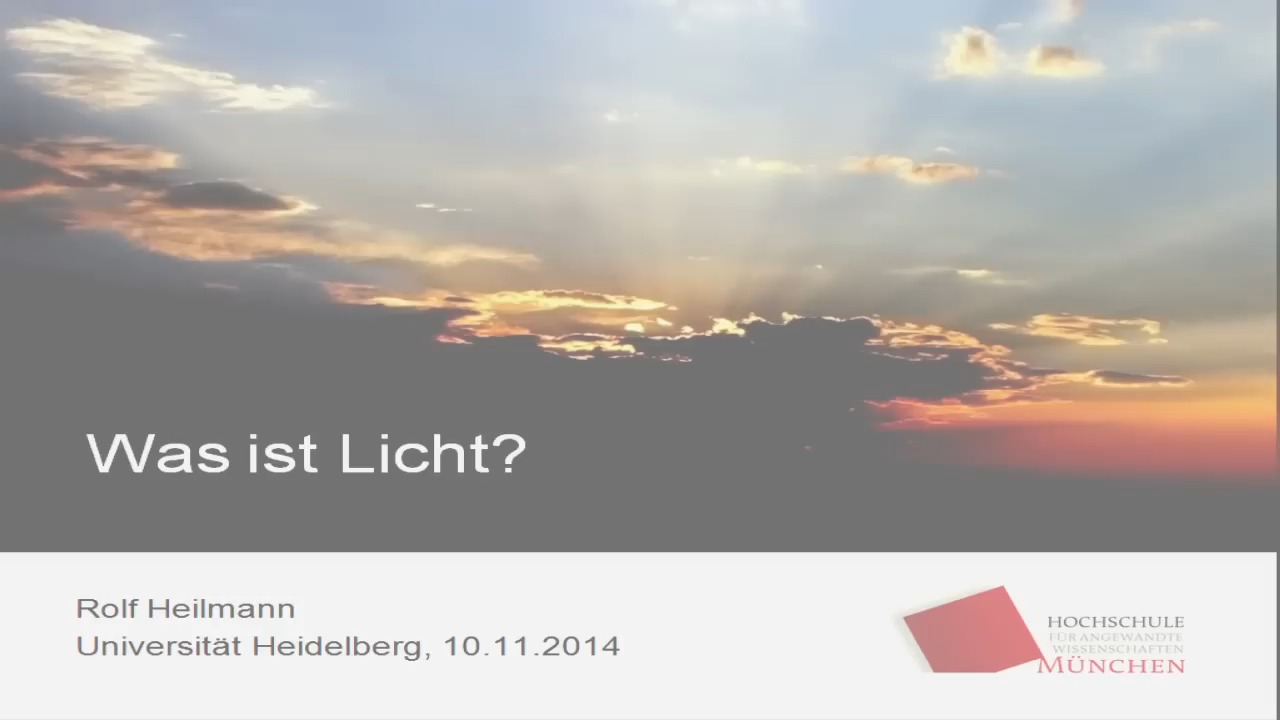 Was ist Licht?
Rolf Heilmann
Universität Heidelberg, 10.11.2014
HOCHSCHULE
FÜR ANGEWANDTE
WISSENSCHAFTEN
MÜNCHEN